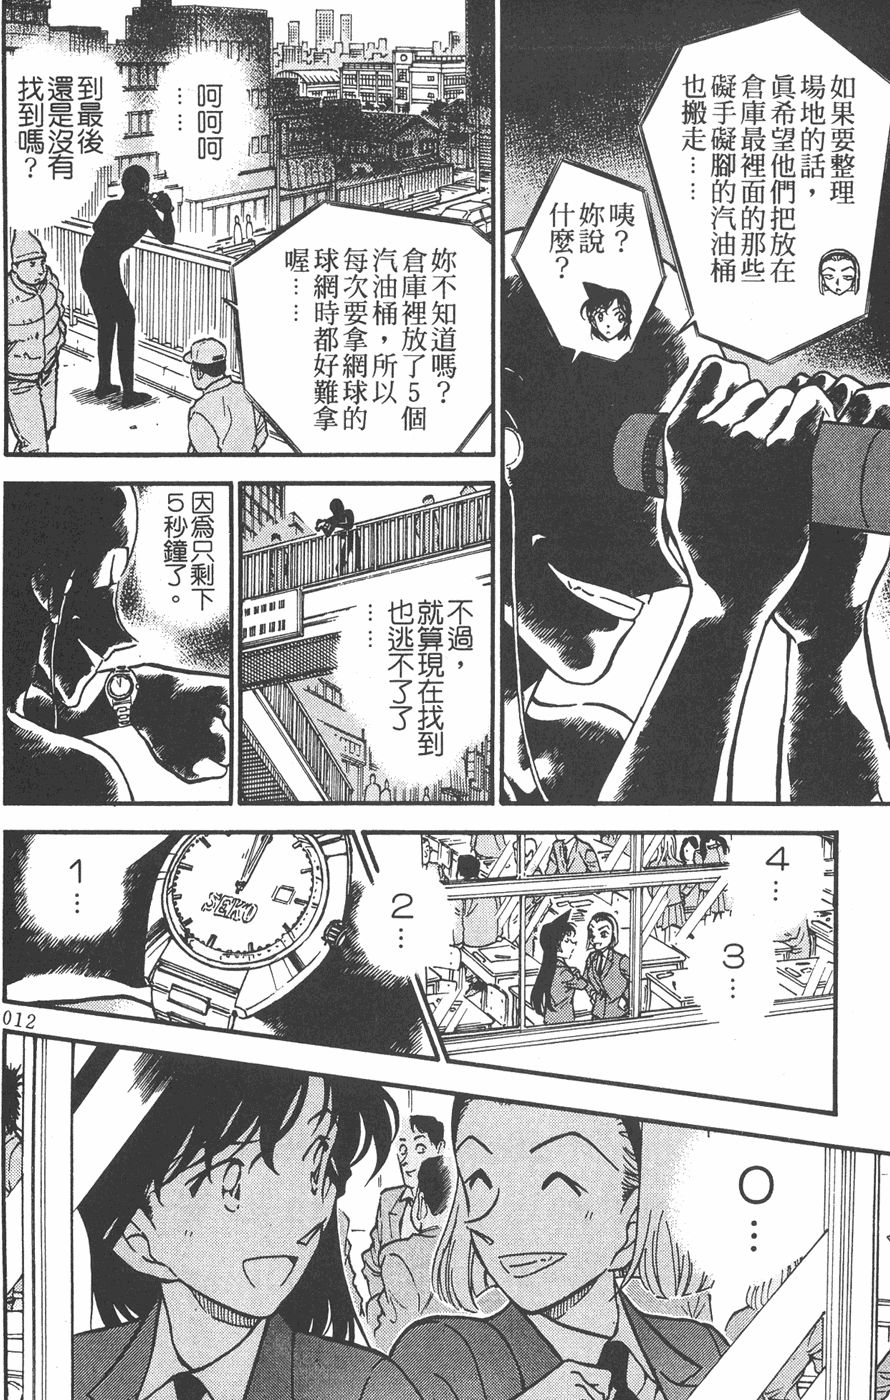 如果要整理
場地的話，
眞希望他們把放在
倉庫最裡面的那些
礙手礙腳的汽油桶
也搬走……
咦？
妳說
什麼？
妳不知道嗎？
倉庫裡放了5個
汽油桶，所以
每次要拿網球的
球網時都好難拿
喔……
呵呵呵
……
到最後
還是沒有
找到嗎？
不過，
就算現在找到
也逃不了了
……
因為只剩下
5秒鐘了。
4…
3…
2…
1…
SEKO
012
0…